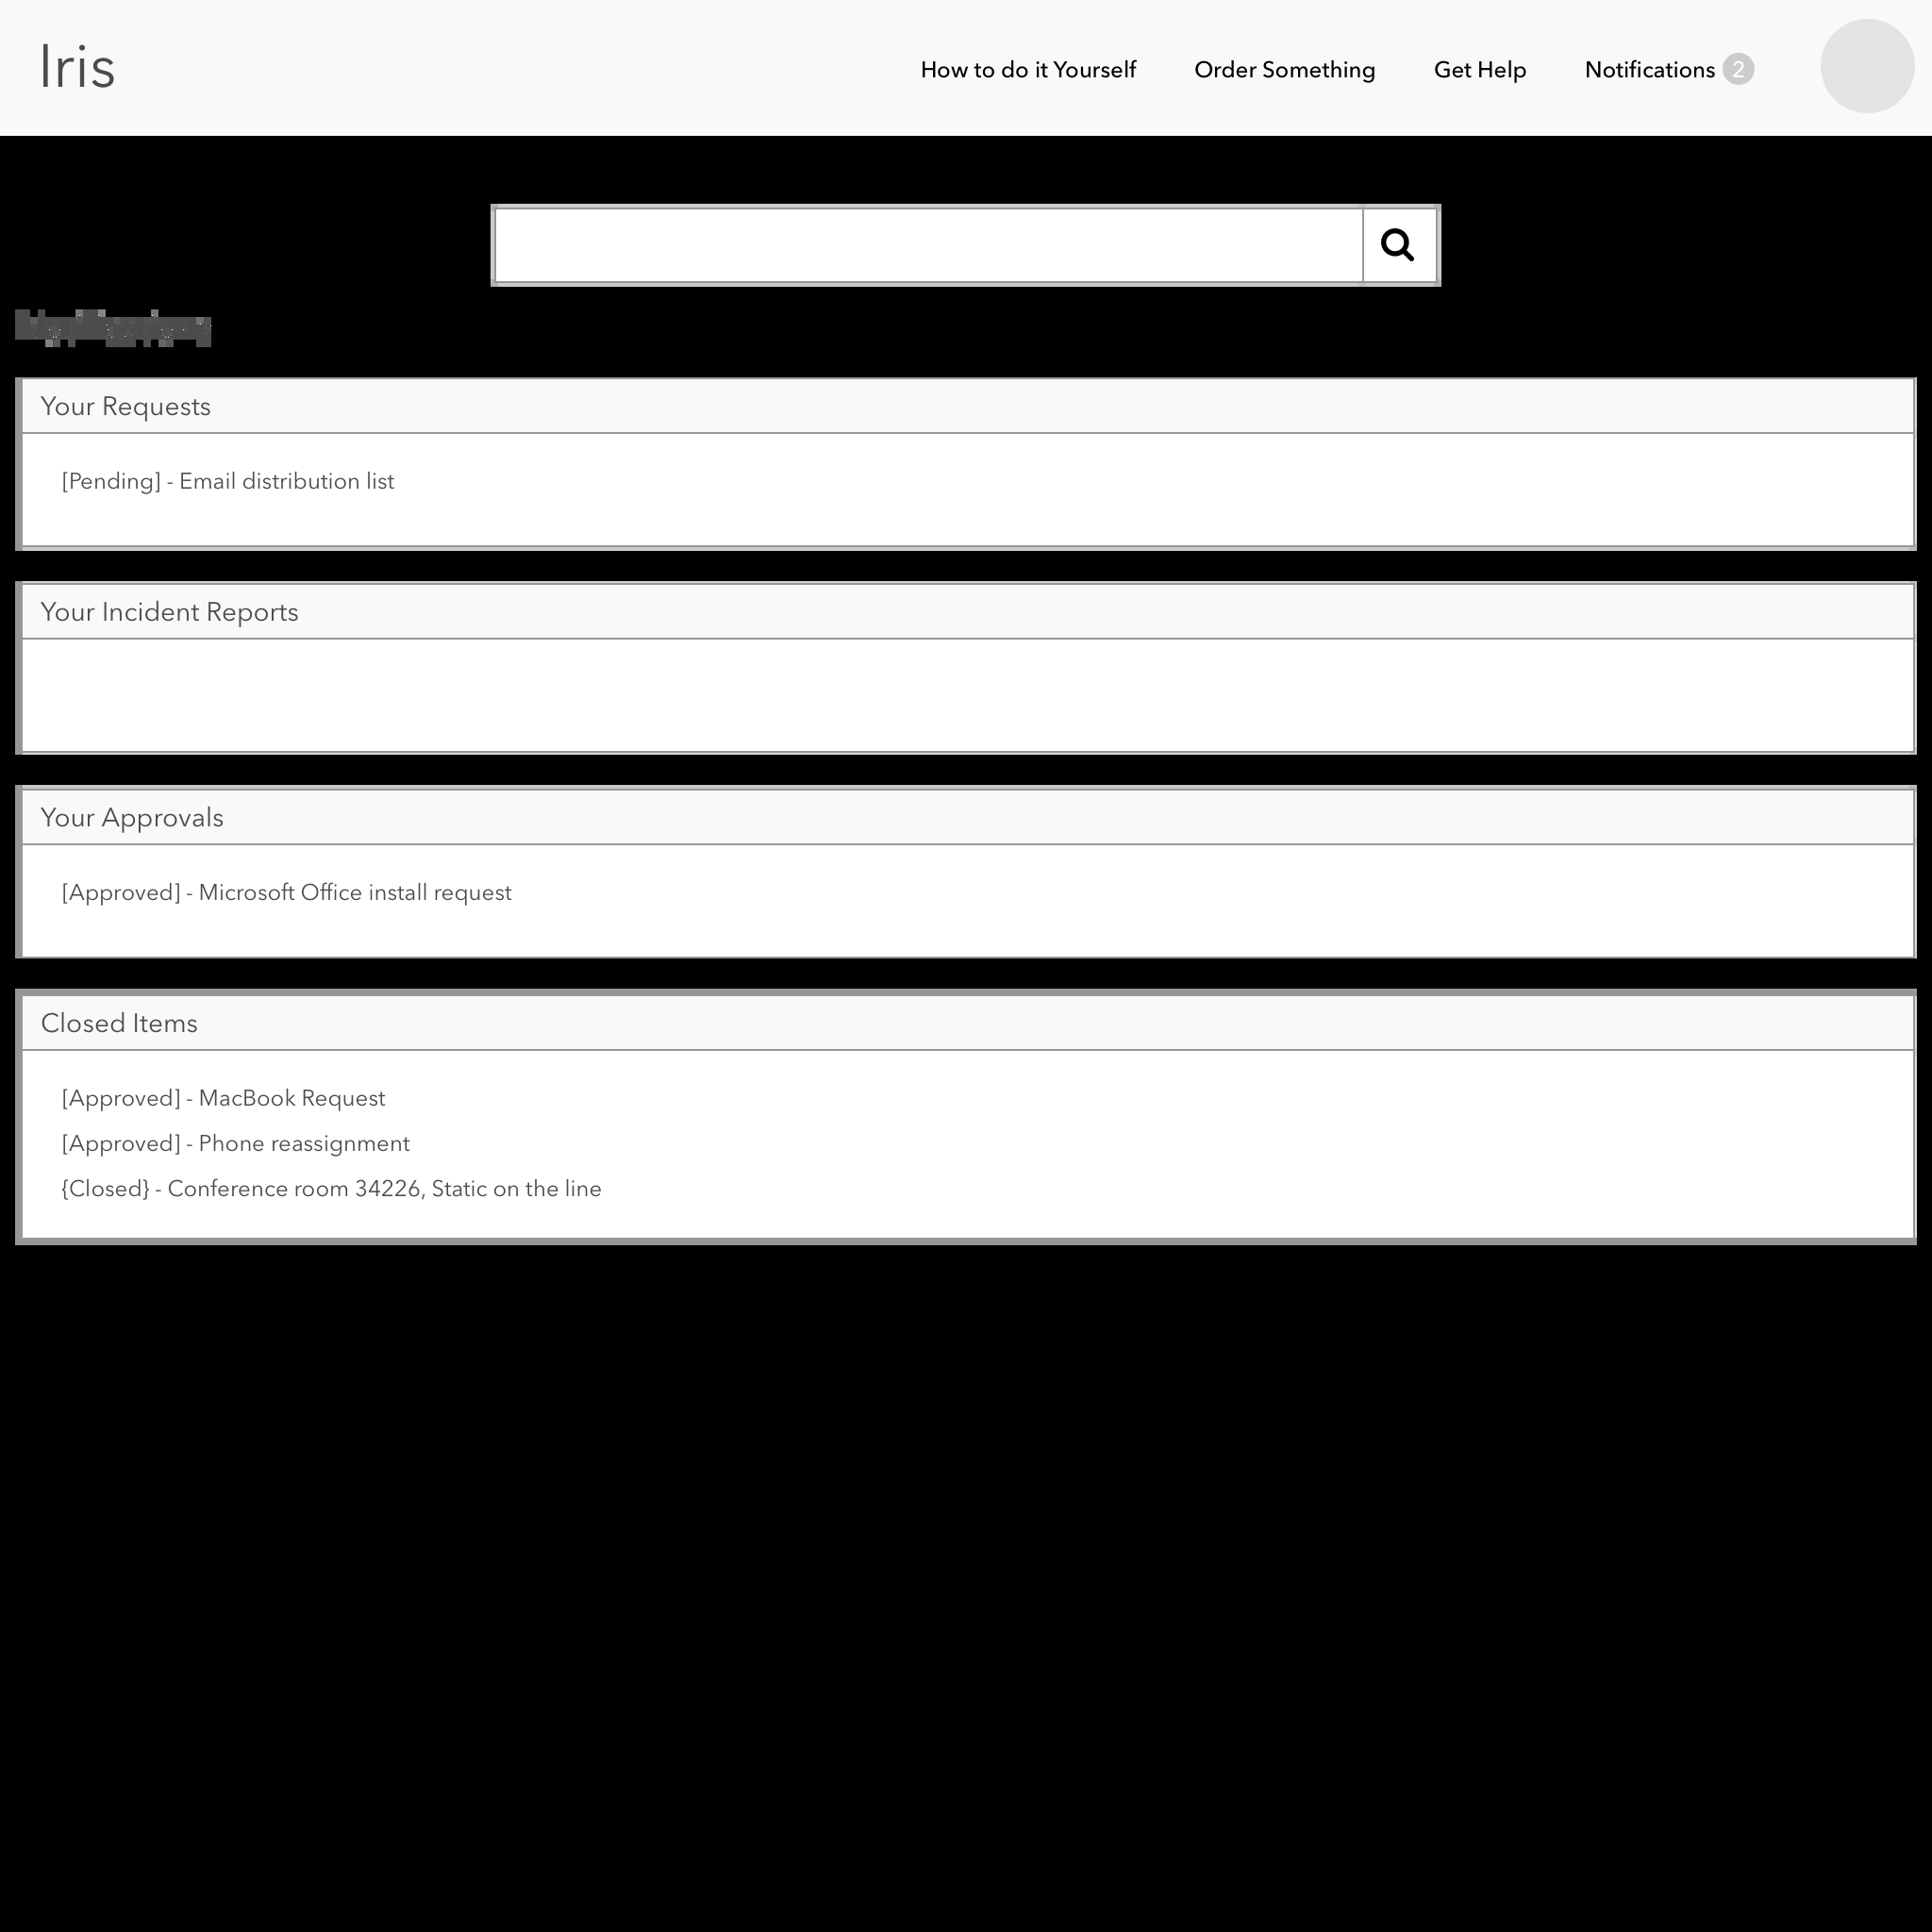 Iris
How to do it Yourself
Order Something
Get Help
Notifications 2
Your Requests
[Pending] - Email distribution list
Your Incident Reports
Your Approvals
[Approved] - Microsoft Office install request
Closed Items
[Approved] - MacBook Request
[Approved] - Phone reassignment
{Closed} - Conference room 34226, Static on the line